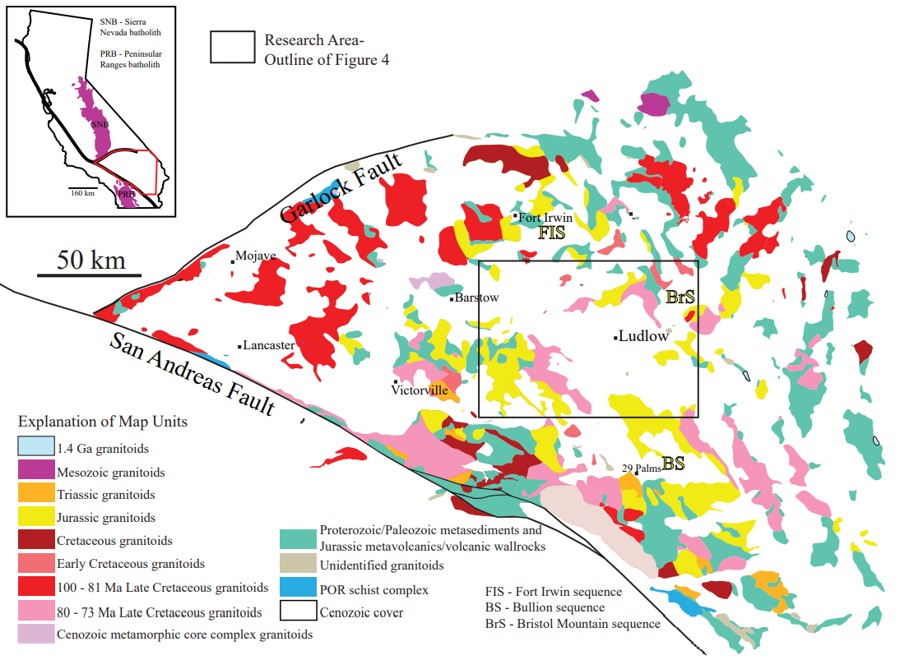 SNB - Sierra
Nevada batholith
PRB - Peninsular
Ranges batholith
SNB
PRB
160 km
Research Area-
Outline of Figure 4
Garlock Fault
50 km
Mojave
Fort Irwin
FIS
Barstow
BrS
Ludlow
Lancaster
San Andreas Fault
Victorville
29 Palms
BS
Explanation of Map Units
1.4 Ga granitoids
Mesozoic granitoids
Triassic granitoids
Jurassic granitoids
Cretaceous granitoids
Early Cretaceous granitoids
100 - 81 Ma Late Cretaceous granitoids
80 - 73 Ma Late Cretaceous granitoids
Cenozoic metamorphic core complex granitoids
Proterozoic/Paleozoic metasediments and
Jurassic metavolcanics/volcanic wallrocks
Unidentified granitoids
POR schist complex
Cenozoic cover
FIS - Fort Irwin sequence
BS - Bullion sequence
BrS - Bristol Mountain sequence